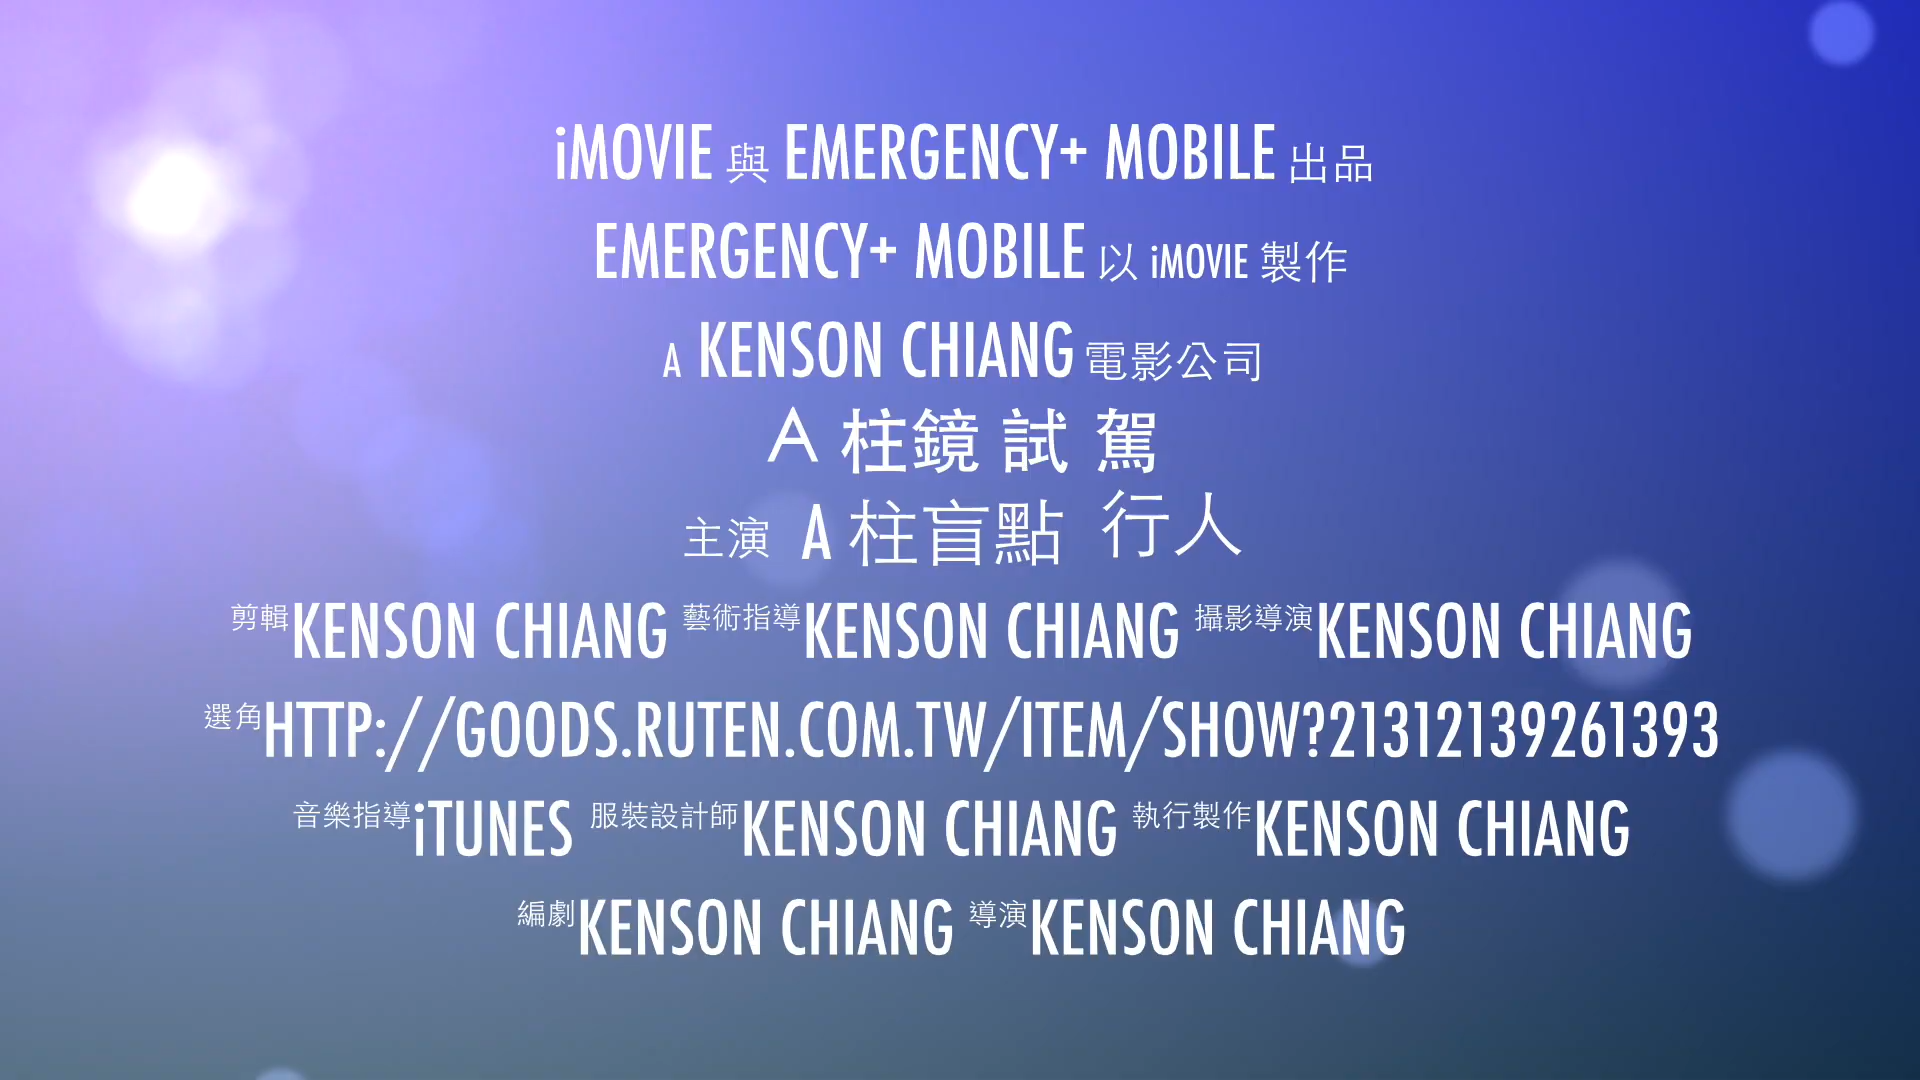 iMOVIE 與 EMERGENCY+ MOBILE 出品
EMERGENCY+ MOBILE 以 iMOVIE 製作
A KENSON CHIANG 電影公司
A 柱鏡 試 駕
主演 A 柱盲點 行人
剪輯KENSON CHIANG 藝術指導KENSON CHIANG 攝影導演KENSON CHIANG
選角HTTP://GOODS.RUTEN.COM.TW/ITEM/SHOW?21312139261393
音樂指導iTUNES 服裝設計師KENSON CHIANG 執行製作KENSON CHIANG
編劇KENSON CHIANG 導演KENSON CHIANG